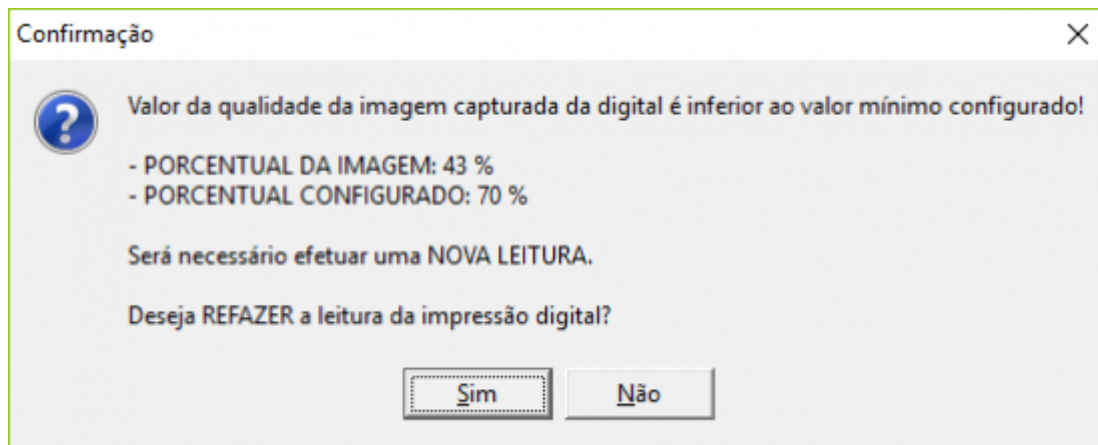 Confirmação
Valor da qualidade da imagem capturada da digital é inferior ao valor mínimo configurado!
- PORCENTUAL DA IMAGEM: 43 %
- PORCENTUAL CONFIGURADO: 70 %
Será necessário efetuar uma NOVA LEITURA.
Deseja REFAZER a leitura da impressão digital?
Sim
Não